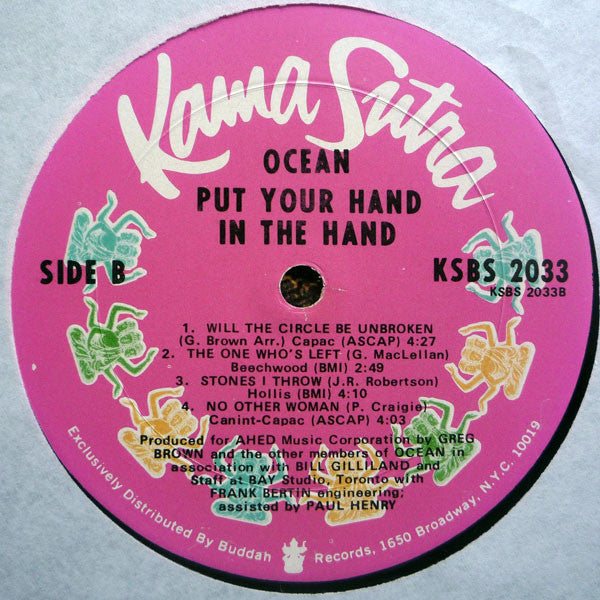 Kama Sutra
OCEAN
PUT YOUR HAND
IN THE HAND
SIDE B
KSBS 2033
KSBS 2033B
1. WILL THE CIRCLE BE UNBROKEN
(G. Brown Arr.) Capac (ASCAP) 4:27
2. THE ONE WHO'S LEFT (G. MacLellan)
Beechwood (BMI) 2:49
3. STONES I THROW (J.R. Robertson)
Hollis (BMI) 4:10
4. NO OTHER WOMAN (P. Craigie)
Canint-Capac (ASCAP) 4:03
Produced for AHED Music Corporation by GREG
BROWN and the other members of OCEAN in
association with BILL GILLILAND and
Staff at BAY Studio, Toronto with
FRANK BERTIN engineering;
assisted by PAUL HENRY
Exclusively Distributed By Buddah Records, 1650 Broadway, N.Y.C. 10019